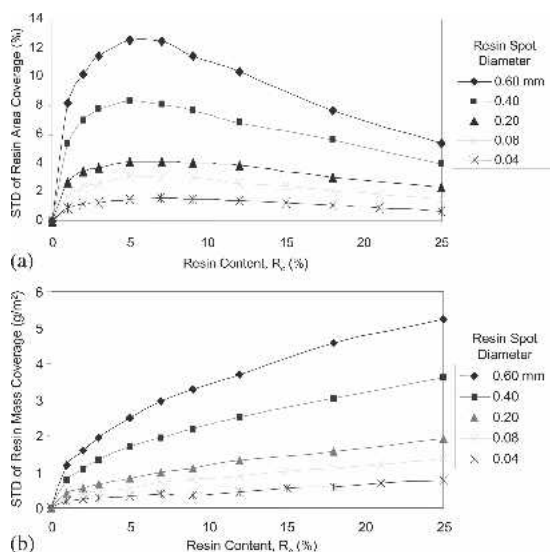 14
12
10
8
6
4
2
0
STD of Resin Area Coverage (%)
0 5 10 15 20 25
Resin Content, Rc (%)
(a)
Resin Spot
Diameter
0.60 mm
0.40
0.20
0.08
0.04
6
5
4
3
2
1
0
STD of Resin Mass Coverage (g/m²)
0 5 10 15 20 25
Resin Content, Rc (%)
(b)
Resin Spot
Diameter
0.60 mm
0.40
0.20
0.08
0.04